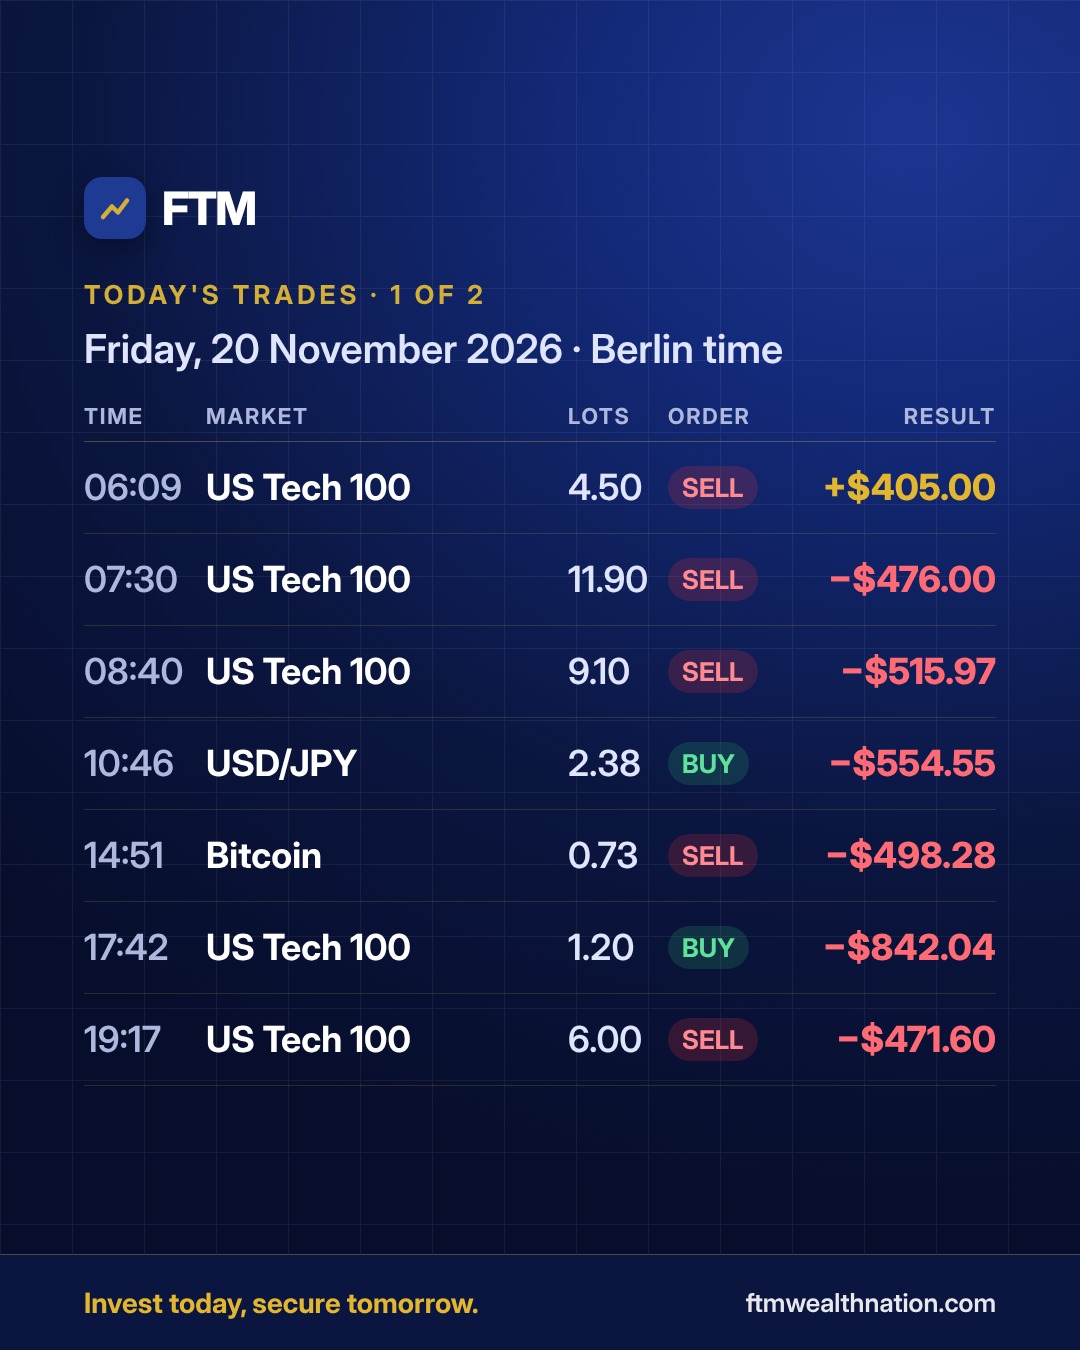 FTM
TODAY'S TRADES · 1 OF 2
Friday, 20 November 2026 · Berlin time
TIME MARKET LOTS ORDER RESULT
06:09 US Tech 100 4.50 SELL +$405.00
07:30 US Tech 100 11.90 SELL −$476.00
08:40 US Tech 100 9.10 SELL −$515.97
10:46 USD/JPY 2.38 BUY −$554.55
14:51 Bitcoin 0.73 SELL −$498.28
17:42 US Tech 100 1.20 BUY −$842.04
19:17 US Tech 100 6.00 SELL −$471.60
Invest today, secure tomorrow. ftmwealthnation.com